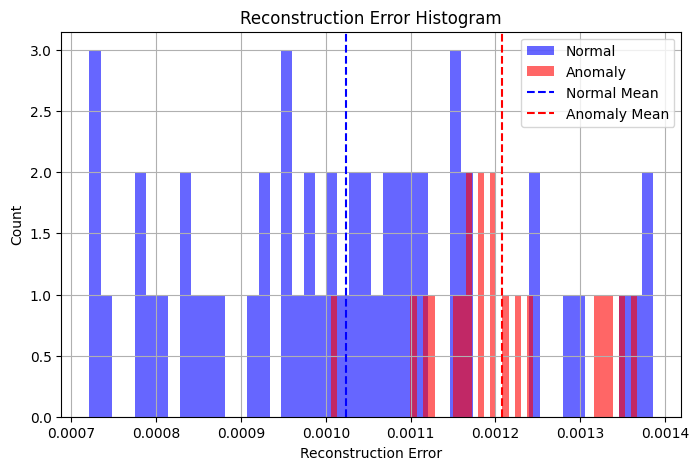 Reconstruction Error Histogram
Normal
Anomaly
Normal Mean
Anomaly Mean
3.0
2.5
2.0
1.5
1.0
0.5
0.0
Count
0.0007 0.0008 0.0009 0.0010 0.0011 0.0012 0.0013 0.0014
Reconstruction Error